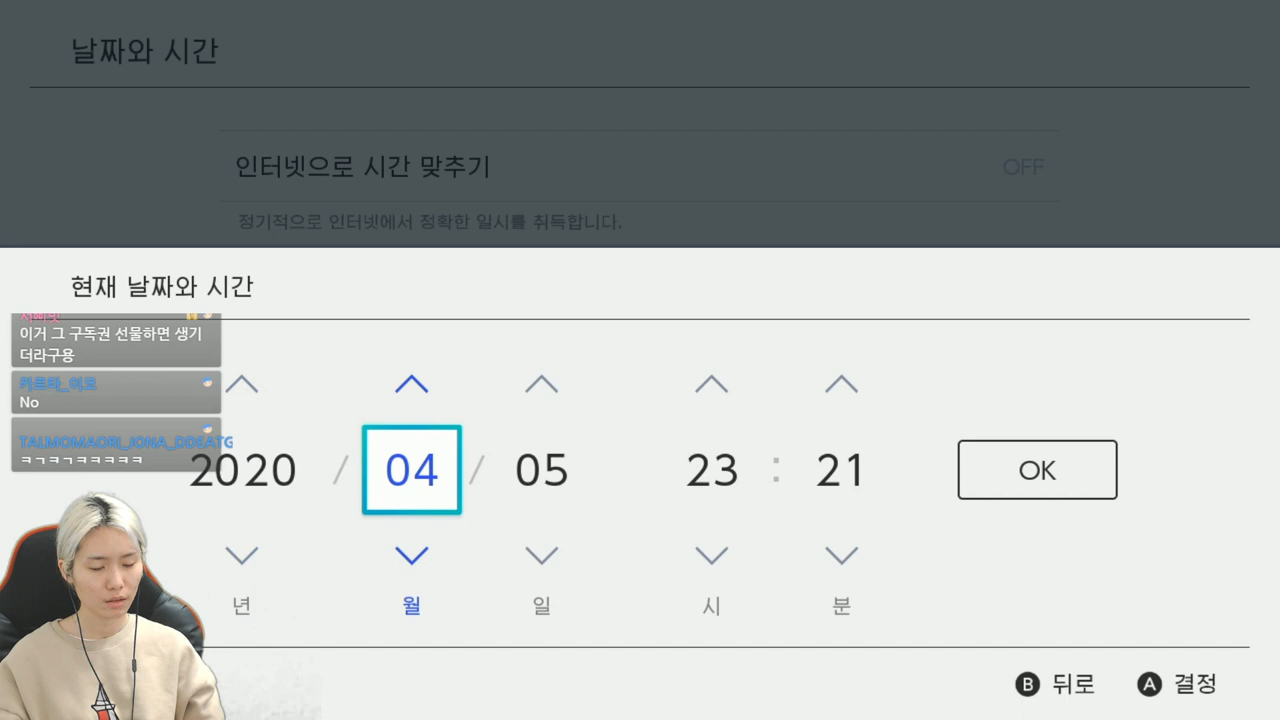 날짜와 시간
인터넷으로 시간 맞추기 OFF
정기적으로 인터넷에서 정확한 일시를 취득합니다.
현재 날짜와 시간
이거 그 구독권 선물하면 생기
더라구용
No
TALMOMAORI_IONA_DDEATG
2020 / 04 / 05 23 : 21 OK
년 월 일 시 분
B 뒤로 A 결정